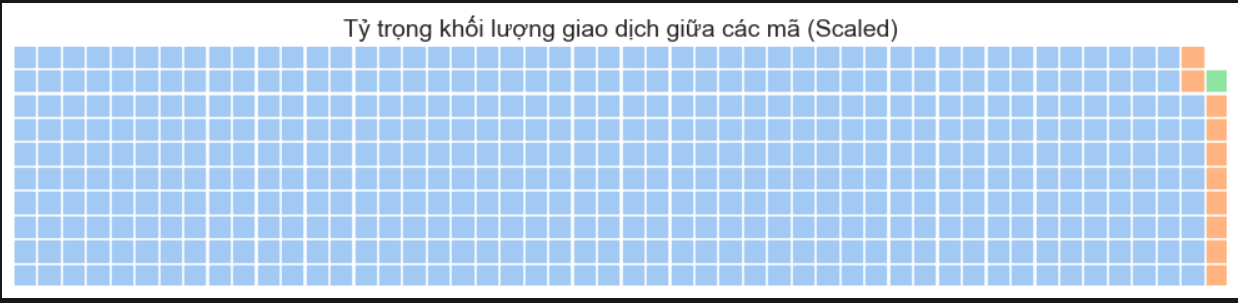 Tỷ trọng khối lượng giao dịch giữa các mã (Scaled)